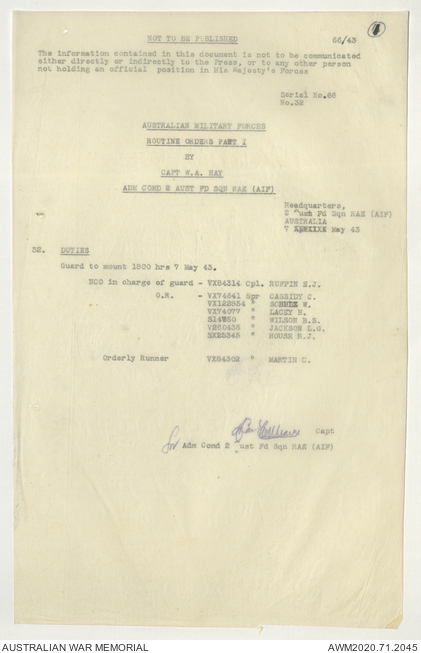 NOT TO BE PUBLISHED
66/43
The information contained in this document is not to be communicated
either directly or indirectly to the Press, or to any other person
not holding an official position in His Majesty's Forces
Serial No.66
No.32
AUSTRALIAN MILITARY FORCES
ROUTINE ORDERS PART I
BY
CAPT W.A. HAY
ADM COMD 2 AUST FD SQN RAE (AIF)
Headquarters,
2 Aust Fd Sqn RAE (AIF)
AUSTRALIA
7 May 43
32. DUTIES
Guard to mount 1800 hrs 7 May 43.
NCO in charge of guard - VX84314 Cpl. RUFFIN N.J.
O.R. - VX74841 Spr CASSIDY C.
VX122854 " W.
VX74077 " LACEY H.
" WILSON B.S.
V260435 " JACKSON L.G.
SX25345 " HOUSE R.J.
Orderly Runner VX84302 " MARTIN C.
Capt
for Adm Comd 2 ust Fd Sqn RAE (AIF)
AUSTRALIAN WAR MEMORIAL
AWM2020.71.2045